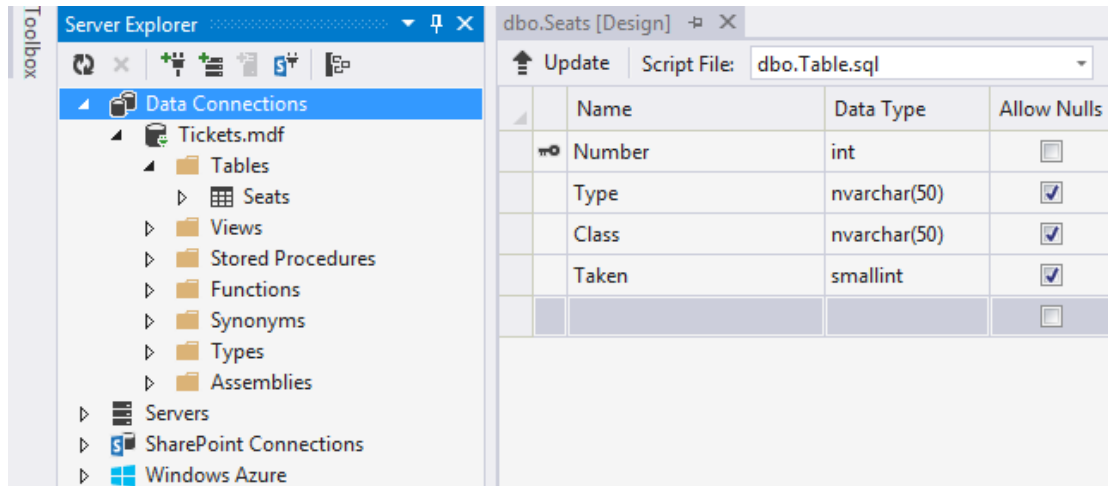 Toolbox
Server Explorer
Data Connections
Tickets.mdf
Tables
Seats
Views
Stored Procedures
Functions
Synonyms
Types
Assemblies
Servers
SharePoint Connections
Windows Azure
dbo.Seats [Design]
Update Script File: dbo.Table.sql
Name Data Type Allow Nulls
Number int
Type nvarchar(50)
Class nvarchar(50)
Taken smallint